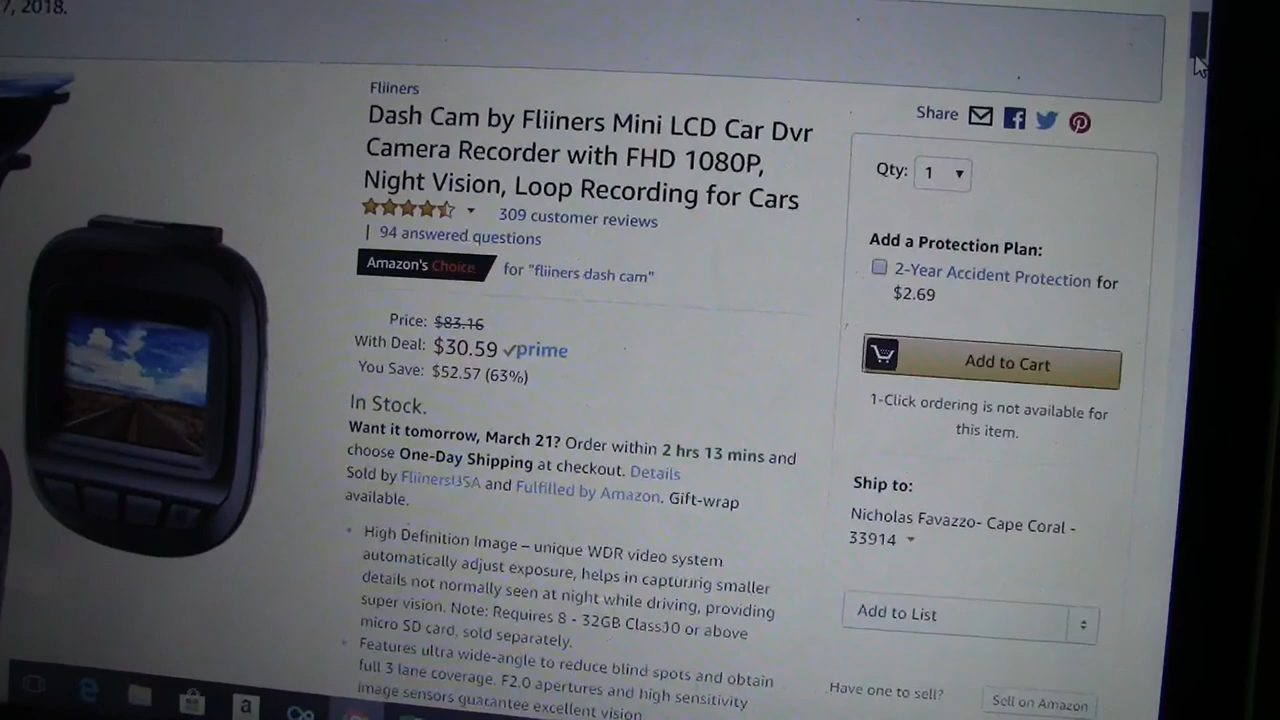 7, 2018.
Fliiners
Dash Cam by Fliiners Mini LCD Car Dvr
Camera Recorder with FHD 1080P,
Night Vision, Loop Recording for Cars
309 customer reviews
| 94 answered questions
Amazon's Choice for "fliiners dash cam"
Price: $83.16
With Deal: $30.59 prime
You Save: $52.57 (63%)
In Stock.
Want it tomorrow, March 21? Order within 2 hrs 13 mins and
choose One-Day Shipping at checkout. Details
Sold by FliinersUSA and Fulfilled by Amazon. Gift-wrap
available.
High Definition Image – unique WDR video system
automatically adjust exposure, helps in capturing smaller
details not normally seen at night while driving, providing
super vision. Note: Requires 8 - 32GB Class10 or above
micro SD card, sold separately.
Features ultra wide-angle to reduce blind spots and obtain
full 3 lane coverage. F2.0 apertures and high sensitivity
image sensors guarantee excellent vision
Share
Qty: 1
Add a Protection Plan:
2-Year Accident Protection for
$2.69
Add to Cart
1-Click ordering is not available for
this item.
Ship to:
Nicholas Favazzo- Cape Coral -
33914
Add to List
Have one to sell? Sell on Amazon